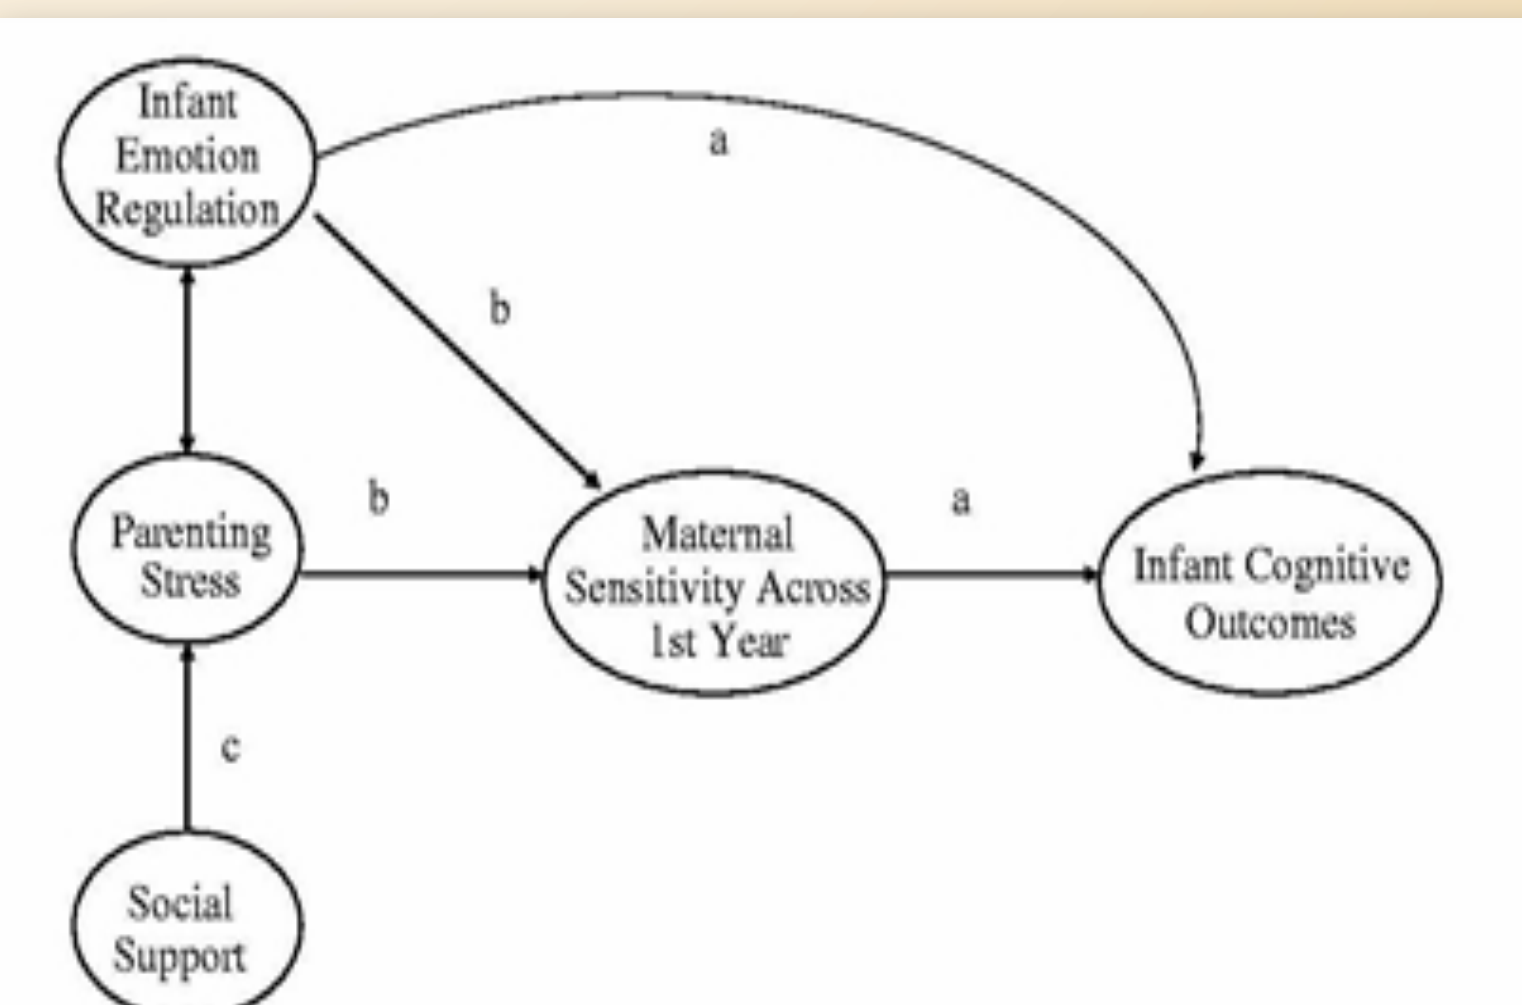 Infant
Emotion
Regulation
a
b
Parenting
Stress
b
Maternal
Sensitivity Across
1st Year
a
Infant Cognitive
Outcomes
c
Social
Support